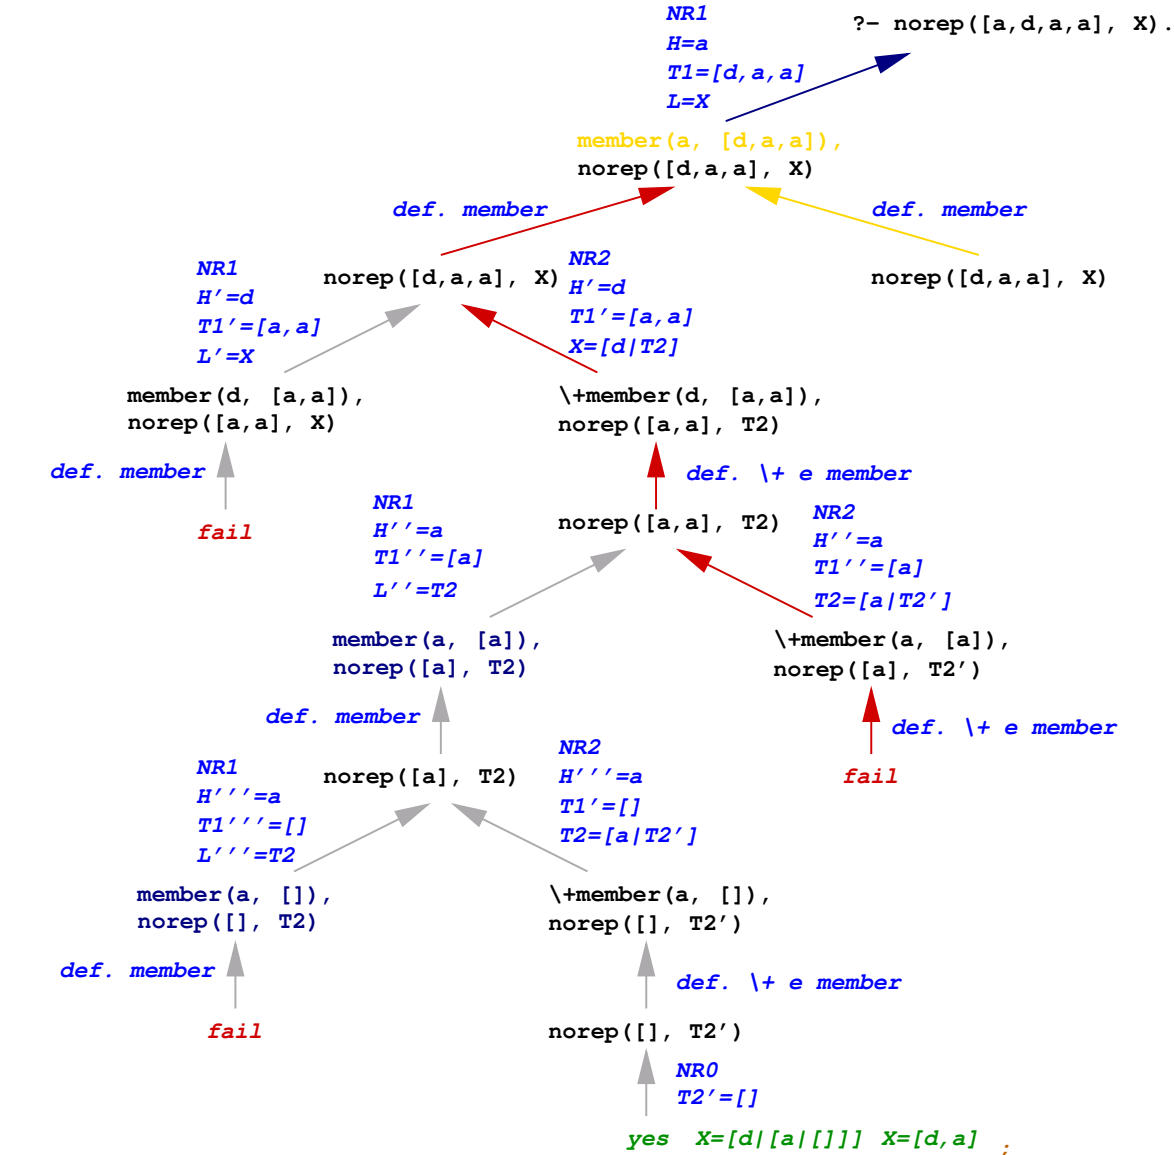 NR1
?- norep([a,d,a,a], X).
H=a
T1=[d,a,a]
L=X
member(a, [d,a,a]),
norep([d,a,a], X)
def. member
def. member
NR1
H'=d
T1'=[a,a]
L'=X
norep([d,a,a], X)
NR2
H'=d
T1'=[a,a]
X=[d|T2]
norep([d,a,a], X)
member(d, [a,a]),
norep([a,a], X)
\+member(d, [a,a]),
norep([a,a], T2)
def. member
def. \+ e member
fail
NR1
H''=a
T1''=[a]
L''=T2
norep([a,a], T2)
NR2
H''=a
T1''=[a]
T2=[a|T2']
member(a, [a]),
norep([a], T2)
\+member(a, [a]),
norep([a], T2')
def. member
def. \+ e member
NR1
H'''=a
T1'''=[]
L'''=T2
norep([a], T2)
NR2
H'''=a
T1'=[]
T2=[a|T2']
fail
member(a, []),
norep([], T2)
\+member(a, []),
norep([], T2')
def. member
def. \+ e member
fail
norep([], T2')
NR0
T2'=[]
yes X=[d|[a|[]]] X=[d,a] ;